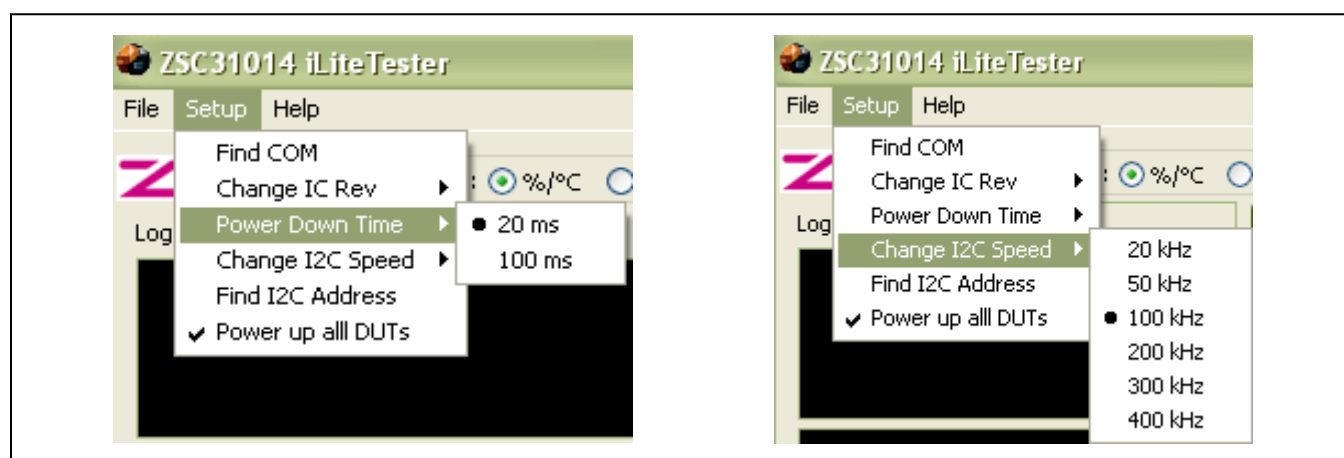 ZSC31014 iLiteTester
File Setup Help
Find COM
Change IC Rev
: %/°C
Power Down Time
20 ms
Log
Change I2C Speed
100 ms
Find I2C Address
Power up alll DUTs
ZSC31014 iLiteTester
File Setup Help
Find COM
Change IC Rev
: %/°C
Power Down Time
Log
Change I2C Speed
20 kHz
Find I2C Address
50 kHz
Power up alll DUTs
100 kHz
200 kHz
300 kHz
400 kHz